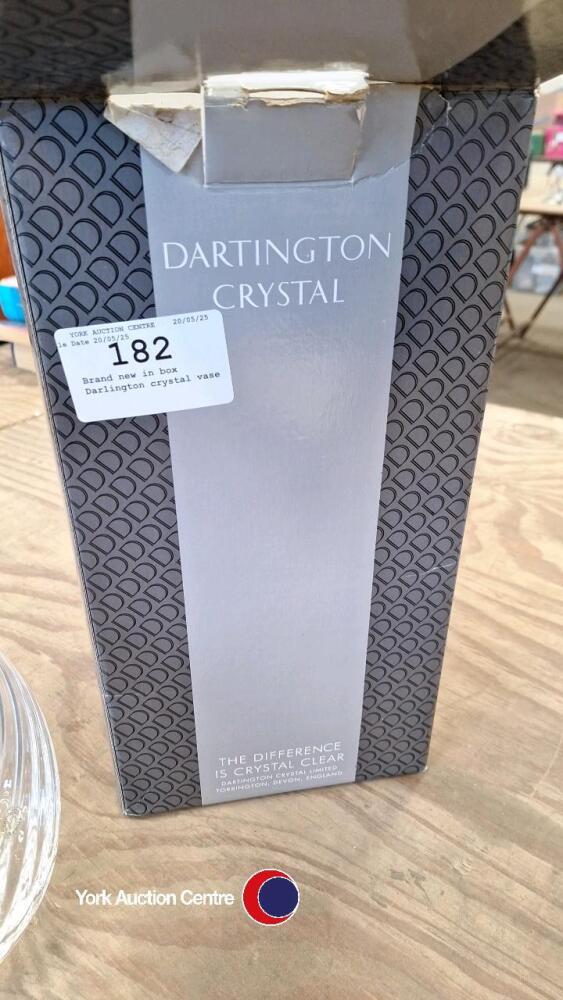 DARTINGTON
CRYSTAL
YORK AUCTION CENTRE 20/05/25
le Date 20/05/25
182
Brand new in box
Darlington crystal vase
THE DIFFERENCE
IS CRYSTAL CLEAR
DARTINGTON CRYSTAL LIMITED
TORRINGTON, DEVON, ENGLAND
York Auction Centre